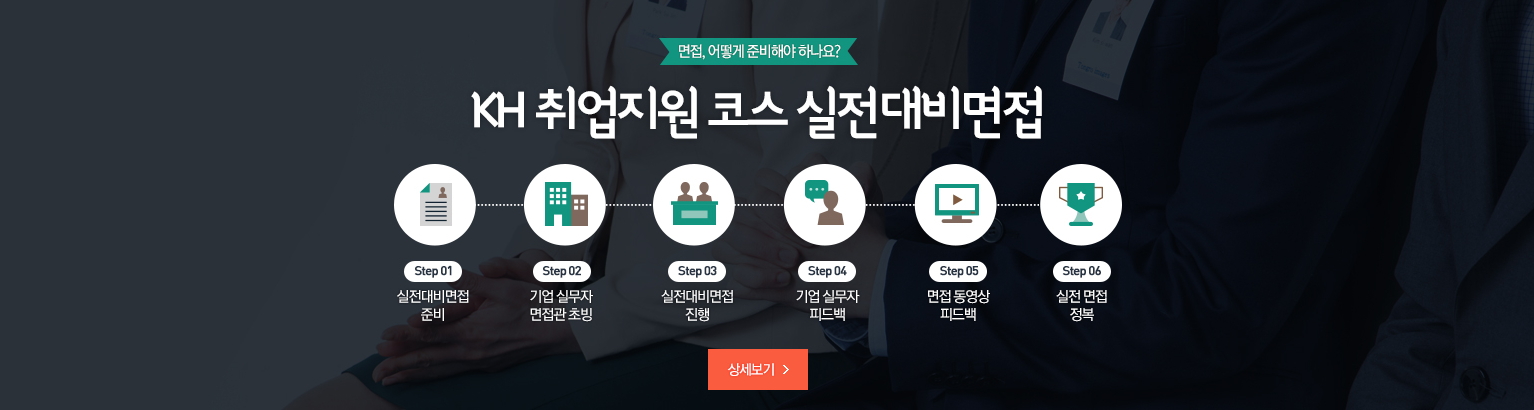 면접, 어떻게 준비해야 하나요?
KH 취업지원 코스 실전대비면접
Step 01
실전대비면접
준비
Step 02
기업 실무자
면접관 초빙
Step 03
실전대비면접
진행
Step 04
기업 실무자
피드백
Step 05
면접 동영상
피드백
Step 06
실전 면접
정복
상세보기 >